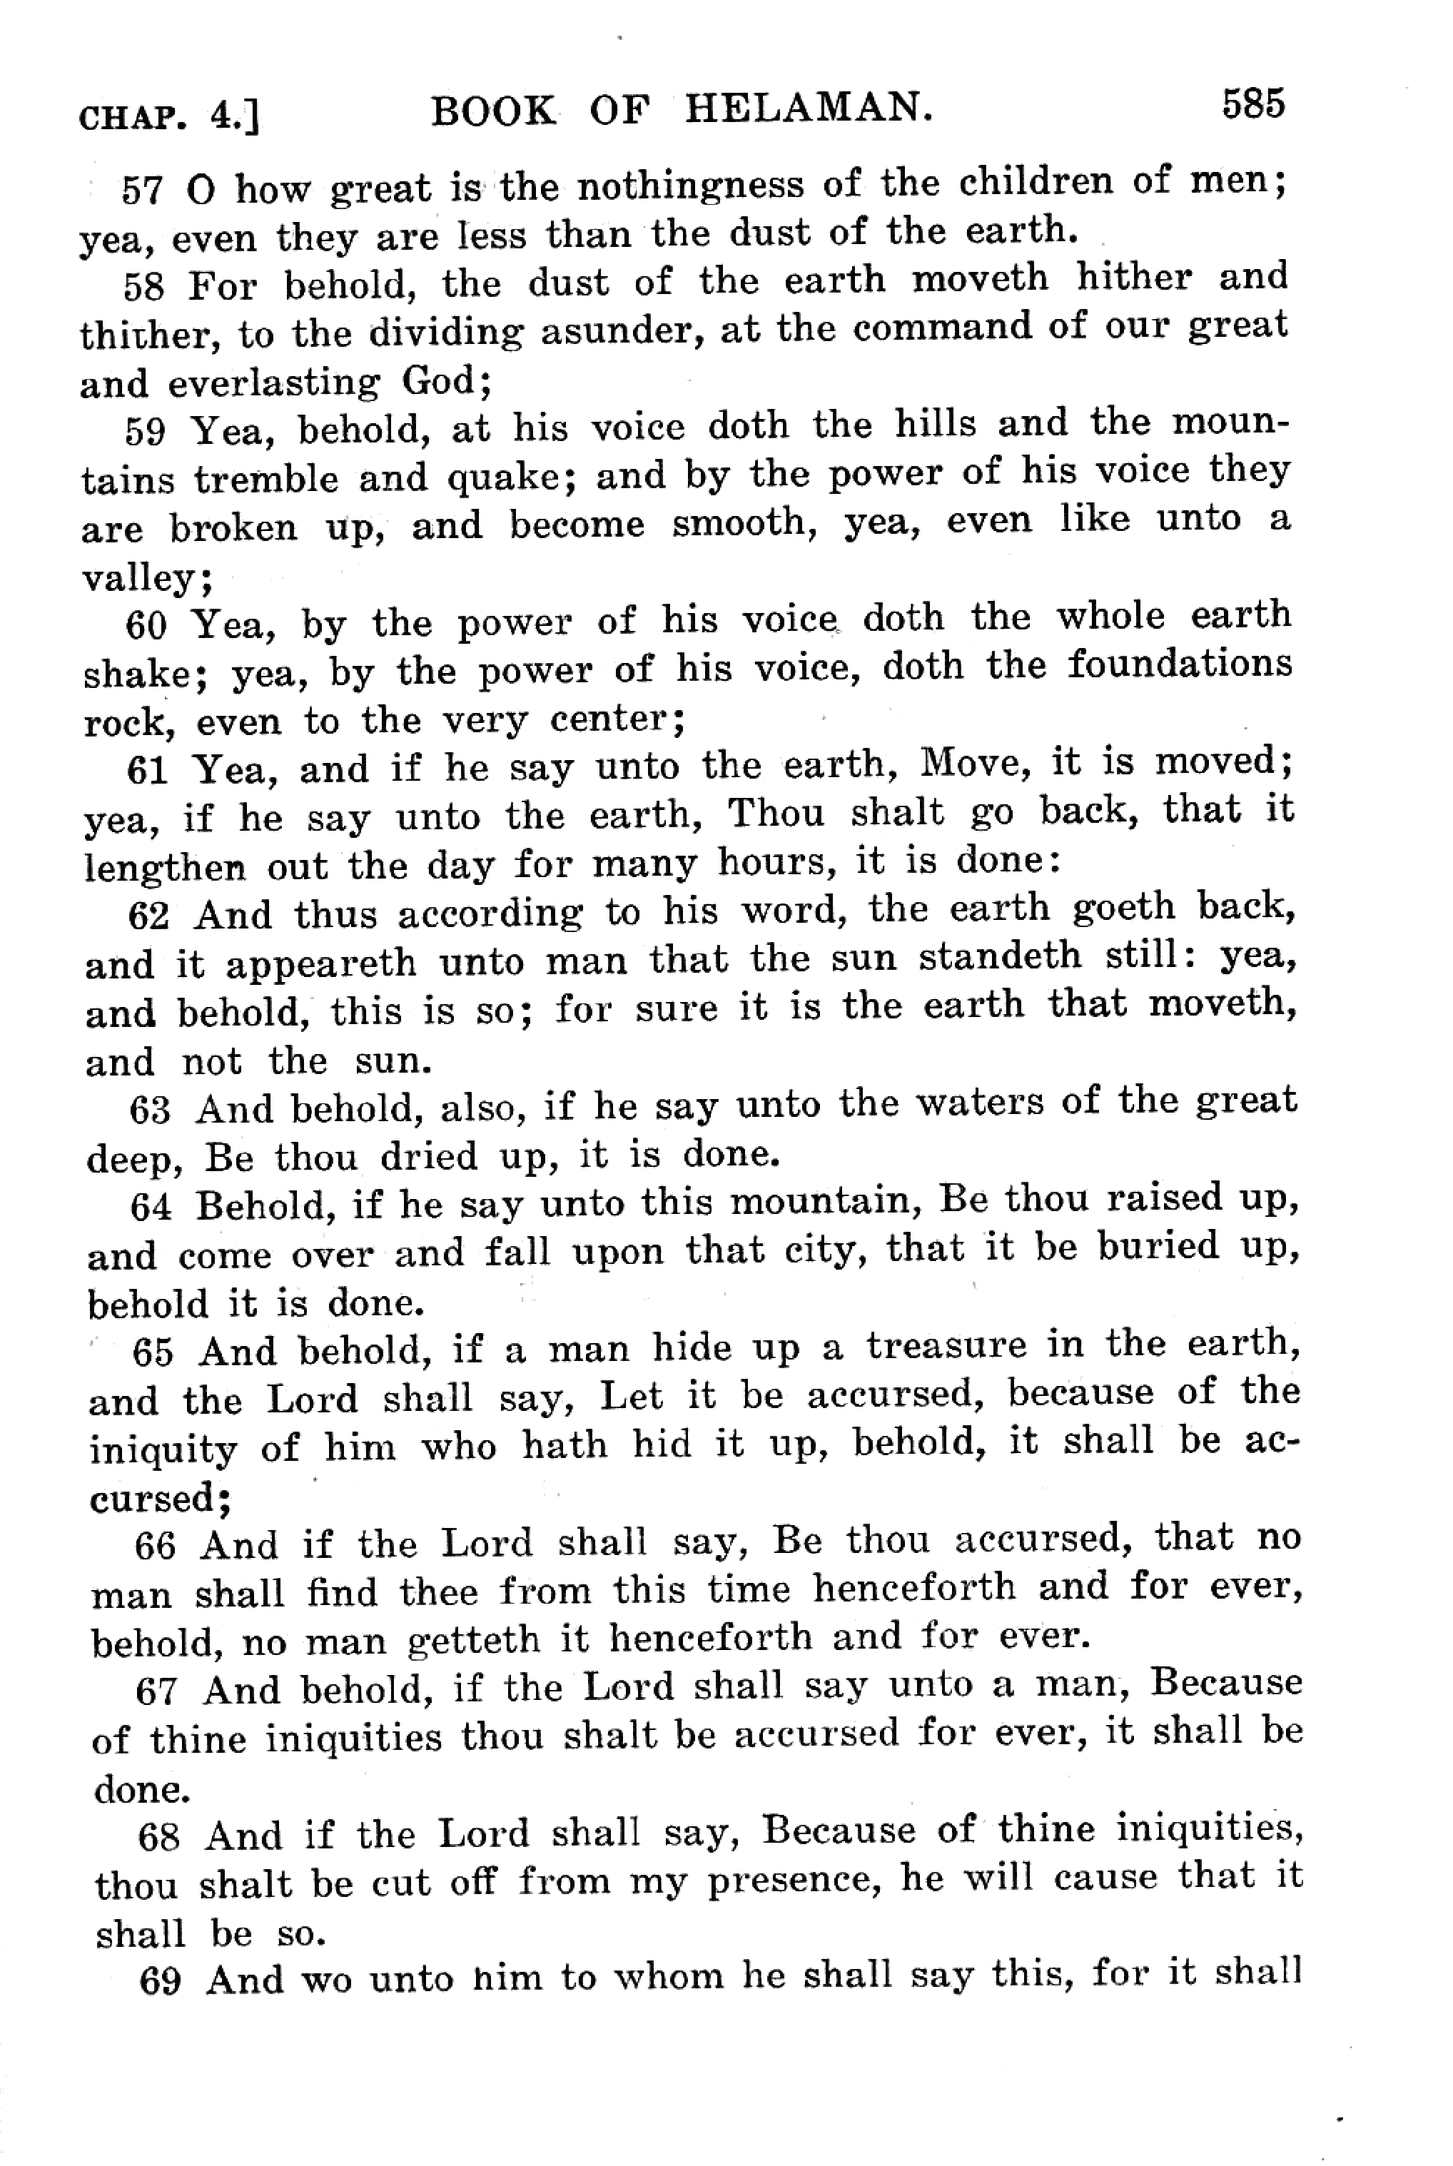 CHAP. 4.] BOOK OF HELAMAN. 585
57 O how great is the nothingness of the children of men;
yea, even they are less than the dust of the earth.
58 For behold, the dust of the earth moveth hither and
thither, to the dividing asunder, at the command of our great
and everlasting God;
59 Yea, behold, at his voice doth the hills and the moun-
tains tremble and quake; and by the power of his voice they
are broken up, and become smooth, yea, even like unto a
valley;
60 Yea, by the power of his voice doth the whole earth
shake; yea, by the power of his voice, doth the foundations
rock, even to the very center;
61 Yea, and if he say unto the earth, Move, it is moved;
yea, if he say unto the earth, Thou shalt go back, that it
lengthen out the day for many hours, it is done:
62 And thus according to his word, the earth goeth back,
and it appeareth unto man that the sun standeth still: yea,
and behold, this is so; for sure it is the earth that moveth,
and not the sun.
63 And behold, also, if he say unto the waters of the great
deep, Be thou dried up, it is done.
64 Behold, if he say unto this mountain, Be thou raised up,
and come over and fall upon that city, that it be buried up,
behold it is done.
65 And behold, if a man hide up a treasure in the earth,
and the Lord shall say, Let it be accursed, because of the
iniquity of him who hath hid it up, behold, it shall be ac-
cursed;
66 And if the Lord shall say, Be thou accursed, that no
man shall find thee from this time henceforth and for ever,
behold, no man getteth it henceforth and for ever.
67 And behold, if the Lord shall say unto a man, Because
of thine iniquities thou shalt be accursed for ever, it shall be
done.
68 And if the Lord shall say, Because of thine iniquities,
thou shalt be cut off from my presence, he will cause that it
shall be so.
69 And wo unto him to whom he shall say this, for it shall